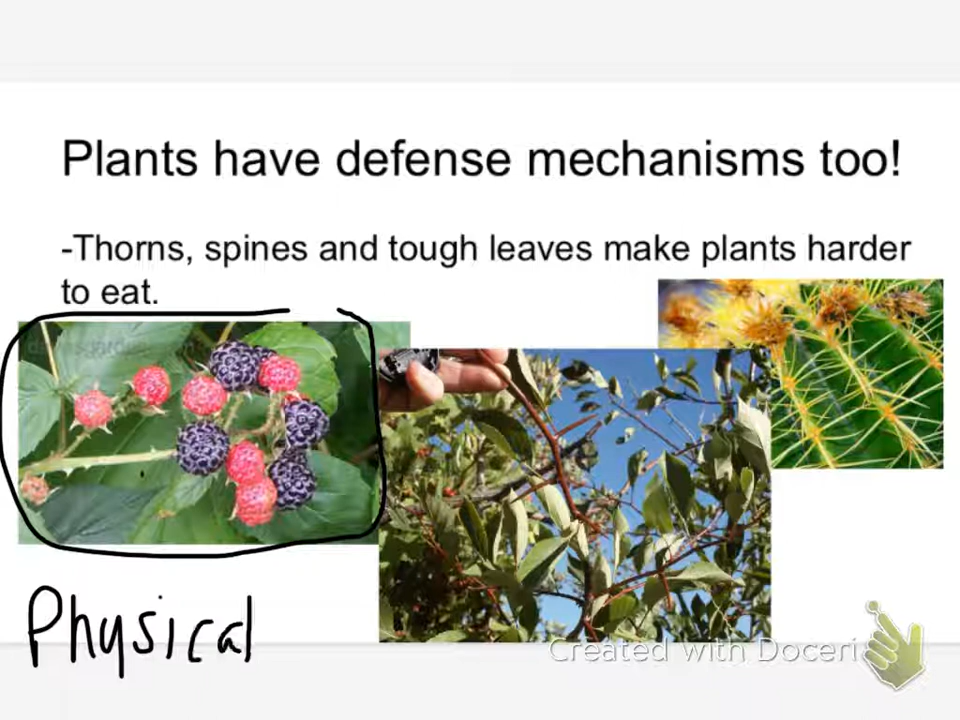 Plants have defense mechanisms too!
-Thorns, spines and tough leaves make plants harder
to eat.
Physical
Created with Doceri